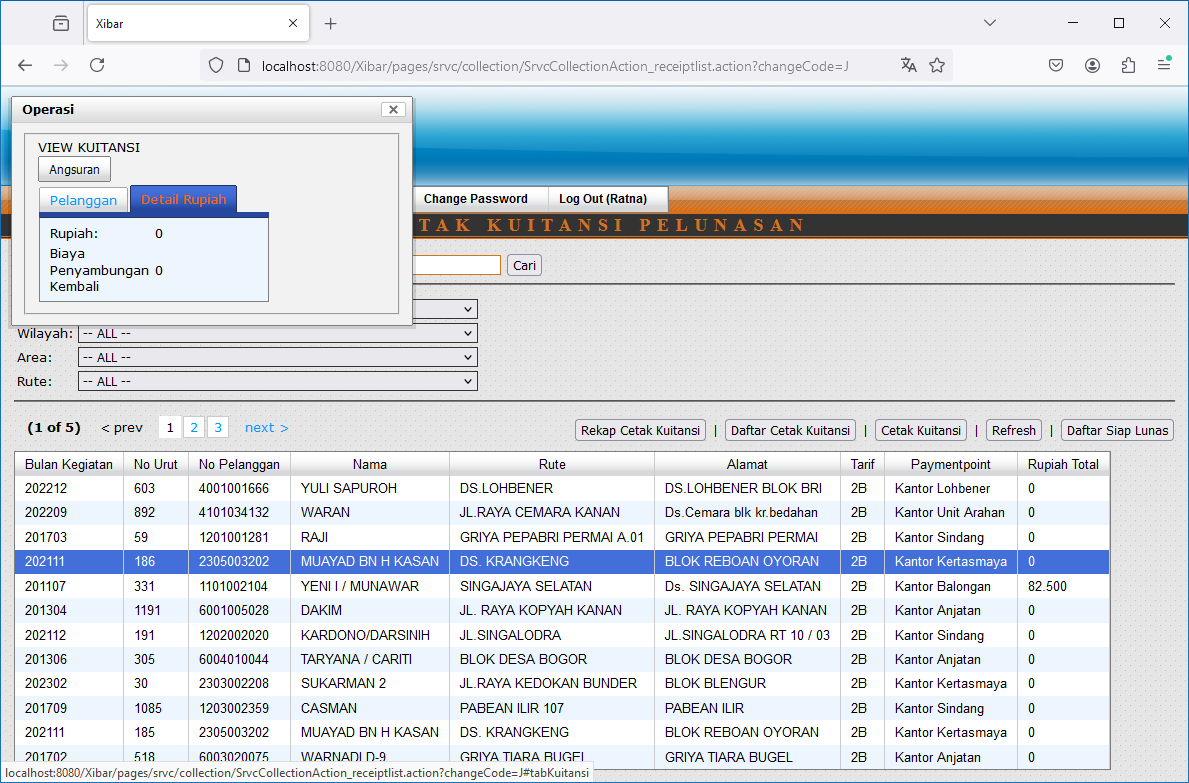 Xibar
localhost:8080/Xibar/pages/srvc/collection/SrvcCollectionAction_receiptlist.action?changeCode=J
Operasi
VIEW KUITANSI
Angsuran
Pelanggan Detail Rupiah
Rupiah: 0
Biaya
Penyambungan 0
Kembali
Change Password Log Out (Ratna)
TAK KUITANSI PELUNASAN
Cari
Wilayah: -- ALL --
Area: -- ALL --
Rute: -- ALL --
(1 of 5) < prev 1 2 3 next >
Rekap Cetak Kuitansi | Daftar Cetak Kuitansi | Cetak Kuitansi | Refresh | Daftar Siap Lunas
Bulan Kegiatan No Urut No Pelanggan Nama Rute Alamat Tarif Paymentpoint Rupiah Total
202212 603 4001001666 YULI SAPUROH DS.LOHBENER DS.LOHBENER BLOK BRI 2B Kantor Lohbener 0
202209 892 4101034132 WARAN JL.RAYA CEMARA KANAN Ds.Cemara blk kr.bedahan 2B Kantor Unit Arahan 0
201703 59 1201001281 RAJI GRIYA PEPABRI PERMAI A.01 GRIYA PEPABRI PERMAI 2B Kantor Sindang 0
202111 186 2305003202 MUAYAD BN H KASAN DS. KRANGKENG BLOK REBOAN OYORAN 2B Kantor Kertasmaya 0
201107 331 1101002104 YENI I / MUNAWAR SINGAJAYA SELATAN Ds. SINGAJAYA SELATAN 2B Kantor Balongan 82.500
201304 1191 6001005028 DAKIM JL. RAYA KOPYAH KANAN JL. RAYA KOPYAH KANAN 2B Kantor Anjatan 0
202112 191 1202002020 KARDONO/DARSINIH JL.SINGALODRA JL.SINGALODRA RT 10 / 03 2B Kantor Sindang 0
201306 305 6004010044 TARYANA / CARITI BLOK DESA BOGOR BLOK DESA BOGOR 2B Kantor Anjatan 0
202302 30 2303002208 SUKARMAN 2 JL.RAYA KEDOKAN BUNDER BLOK BLENGUR 2B Kantor Kertasmaya 0
201709 1085 1203002359 CASMAN PABEAN ILIR 107 PABEAN ILIR 2B Kantor Sindang 0
202111 185 2305003202 MUAYAD BN H KASAN DS. KRANGKENG BLOK REBOAN OYORAN 2B Kantor Kertasmaya 0
201702 518 6003020075 WARNADI D-9 GRIYA TIARA BUGEL GRIYA TIARA BUGEL 2B Kantor Anjatan 0
localhost:8080/Xibar/pages/srvc/collection/SrvcCollectionAction_receiptlist.action?changeCode=J#tabKuitansi